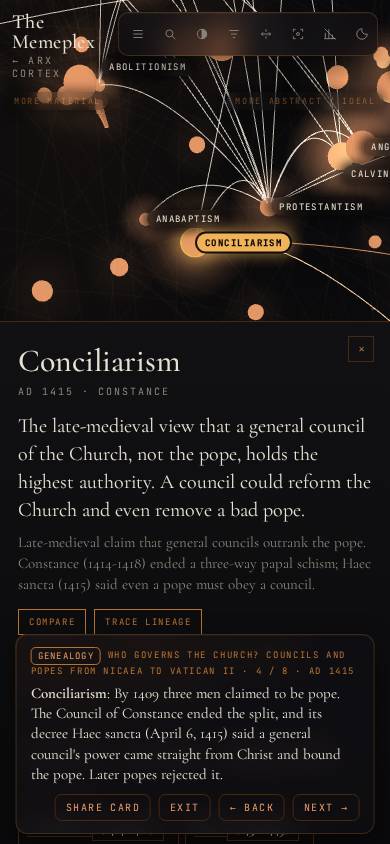 The
Memeplex
← ARX
CORTEX
ABOLITIONISM
MORE MATERIAL
MORE ABSTRACT
IDEAL
ANG
CALVIN
PROTESTANTISM
ANABAPTISM
CONCILIARISM
Conciliarism
×
AD 1415 · CONSTANCE
The late-medieval view that a general council
of the Church, not the pope, holds the
highest authority. A council could reform the
Church and even remove a bad pope.
Late-medieval claim that general councils outrank the pope.
Constance (1414-1418) ended a three-way papal schism; Haec
sancta (1415) said even a pope must obey a council.
COMPARE
TRACE LINEAGE
GENEALOGY WHO GOVERNS THE CHURCH? COUNCILS AND
POPES FROM NICAEA TO VATICAN II · 4 / 8 · AD 1415
Conciliarism: By 1409 three men claimed to be pope.
The Council of Constance ended the split, and its
decree Haec sancta (April 6, 1415) said a general
council's power came straight from Christ and bound
the pope. Later popes rejected it.
SHARE CARD
EXIT
← BACK
NEXT →